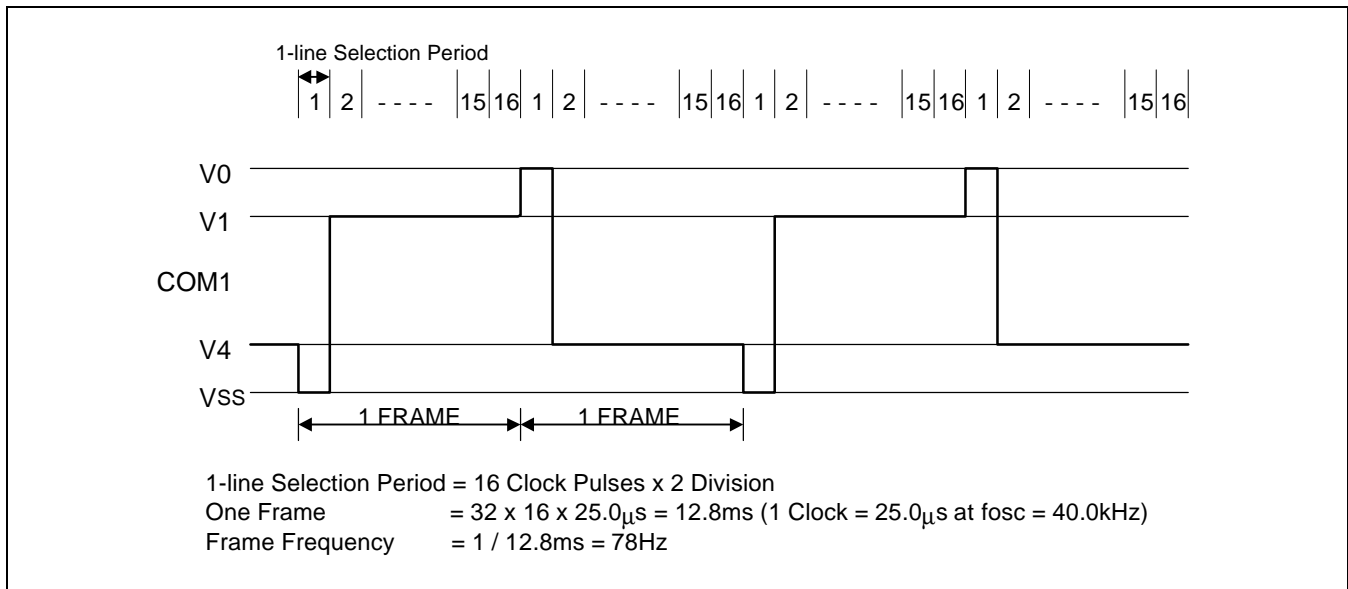 1-line Selection Period
1 2 - - - - 15 16 1 2 - - - - 15 16 1 2 - - - - 15 16 1 2 - - - - 15 16
V0
V1
COM1
V4
VSS
1 FRAME 1 FRAME
1-line Selection Period = 16 Clock Pulses x 2 Division
One Frame = 32 x 16 x 25.0μs = 12.8ms (1 Clock = 25.0μs at fosc = 40.0kHz)
Frame Frequency = 1 / 12.8ms = 78Hz